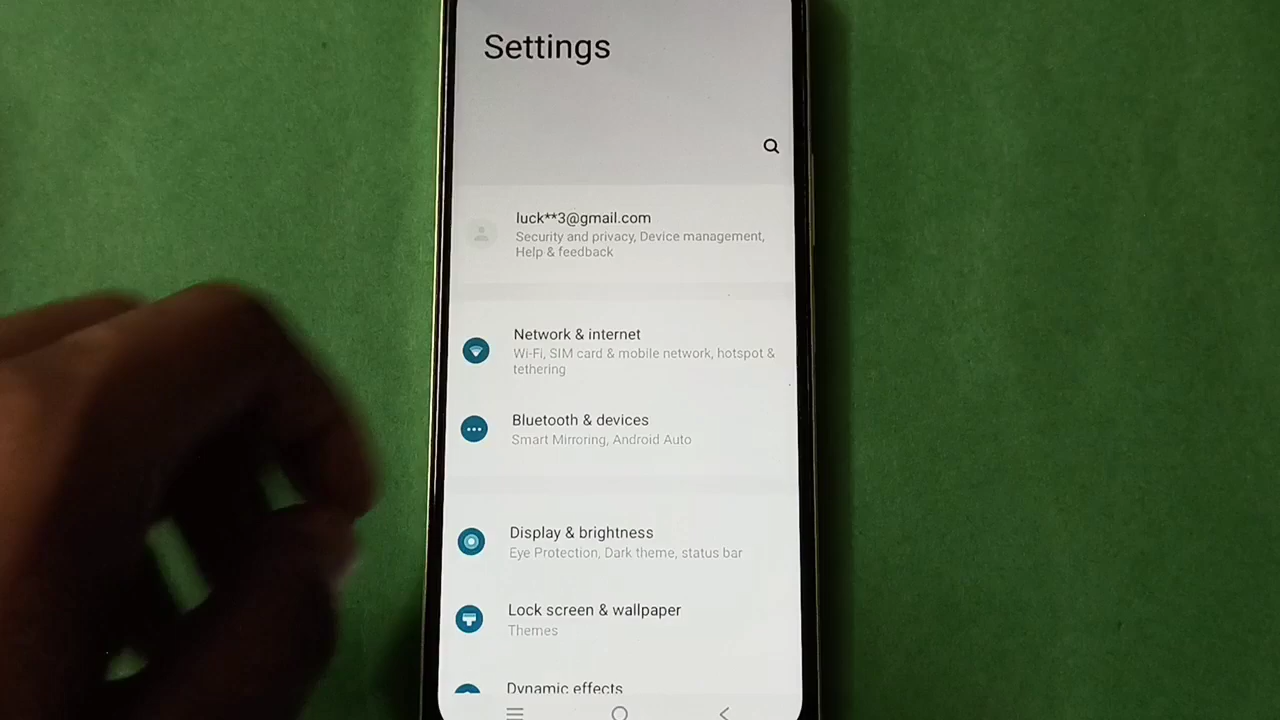 Settings
luck**3@gmail.com
Security and privacy, Device management,
Help & feedback
Network & internet
Wi-Fi, SIM card & mobile network, hotspot &
tethering
Bluetooth & devices
Smart Mirroring, Android Auto
Display & brightness
Eye Protection, Dark theme, status bar
Lock screen & wallpaper
Themes
Dynamic effects